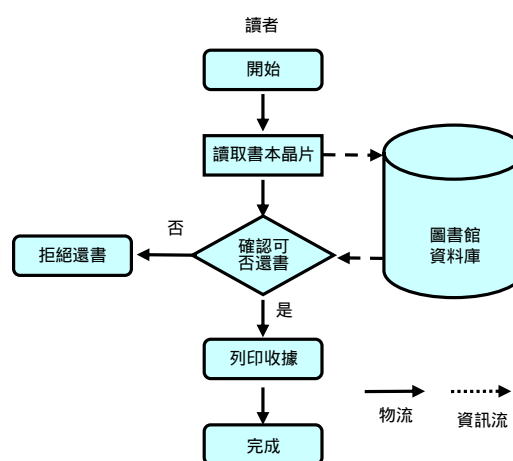 讀者
開始
讀取書本晶片
圖書館
資料庫
否
確認可
否還書
拒絕還書
是
列印收據
物流
資訊流
完成